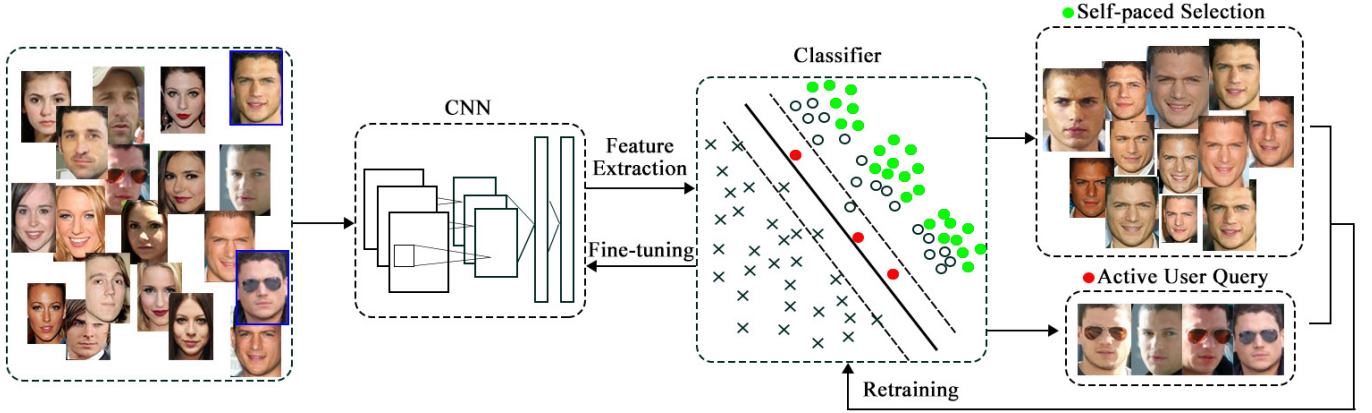 Self-paced Selection
Classifier
CNN
Feature
Extraction
Fine-tuning
Active User Query
Retraining